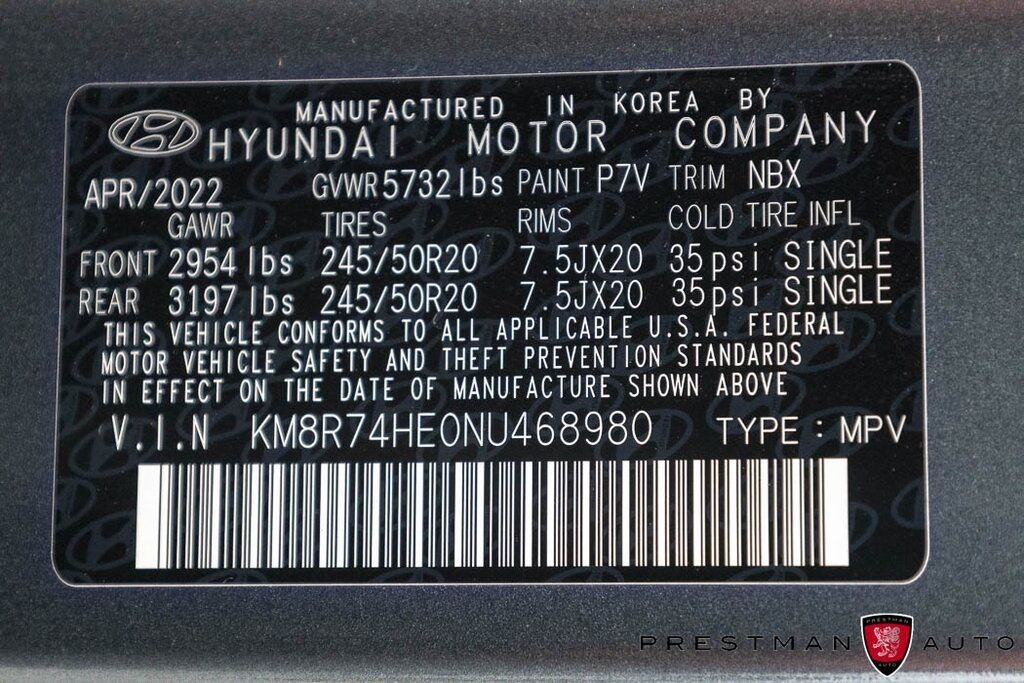 MANUFACTURED IN KOREA BY
HYUNDAI MOTOR COMPANY
APR/2022 GVWR 5732lbs PAINT P7V TRIM NBX
GAWR TIRES RIMS COLD TIRE INFL
FRONT 2954 lbs 245/50R20 7.5JX20 35psi SINGLE
REAR 3197 lbs 245/50R20 7.5JX20 35psi SINGLE
THIS VEHICLE CONFORMS TO ALL APPLICABLE U.S.A. FEDERAL
MOTOR VEHICLE SAFETY AND THEFT PREVENTION STANDARDS
IN EFFECT ON THE DATE OF MANUFACTURE SHOWN ABOVE
V.I.N KM8R74HE0NU468980 TYPE : MPV
PRESTMAN AUTO
PRESTMAN
AUTO